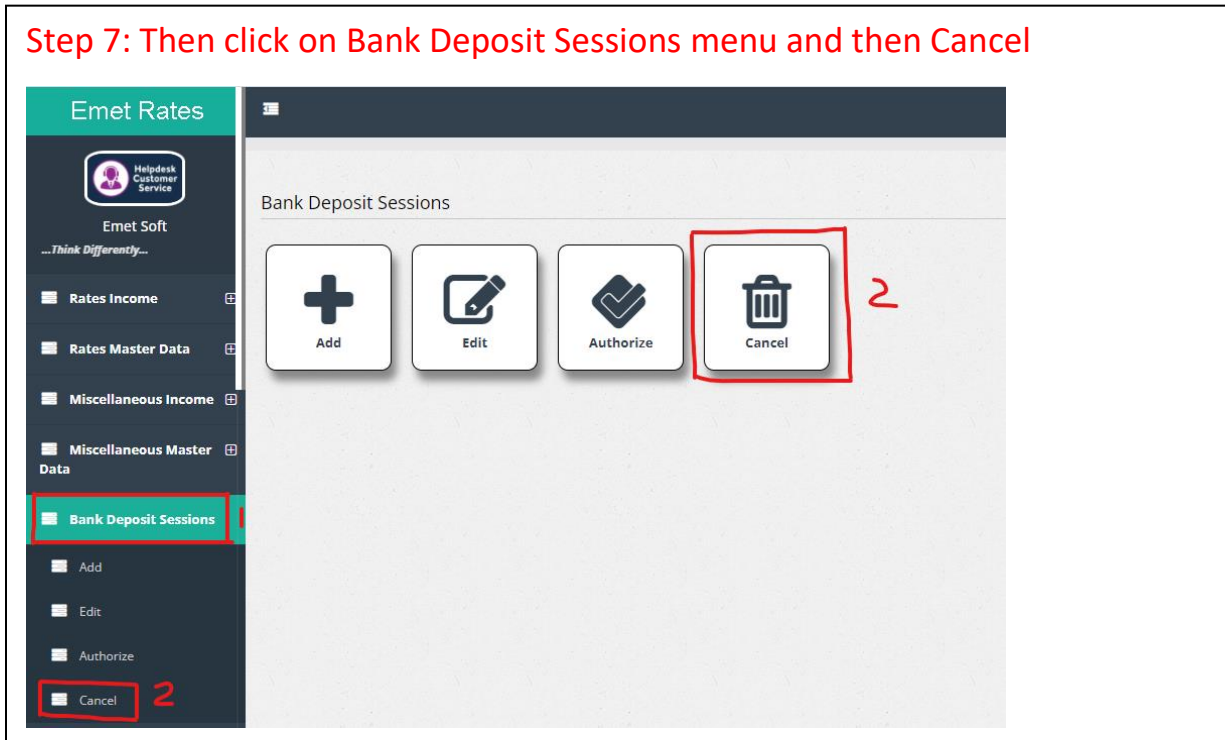 Step 7: Then click on Bank Deposit Sessions menu and then Cancel
Emet Rates
Helpdesk
Customer
Service
Emet Soft
...Think Differently...
Rates Income
Rates Master Data
Miscellaneous Income
Miscellaneous Master
Data
Bank Deposit Sessions 1
Add
Edit
Authorize
Cancel 2
Bank Deposit Sessions
Add
Edit
Authorize
Cancel
2